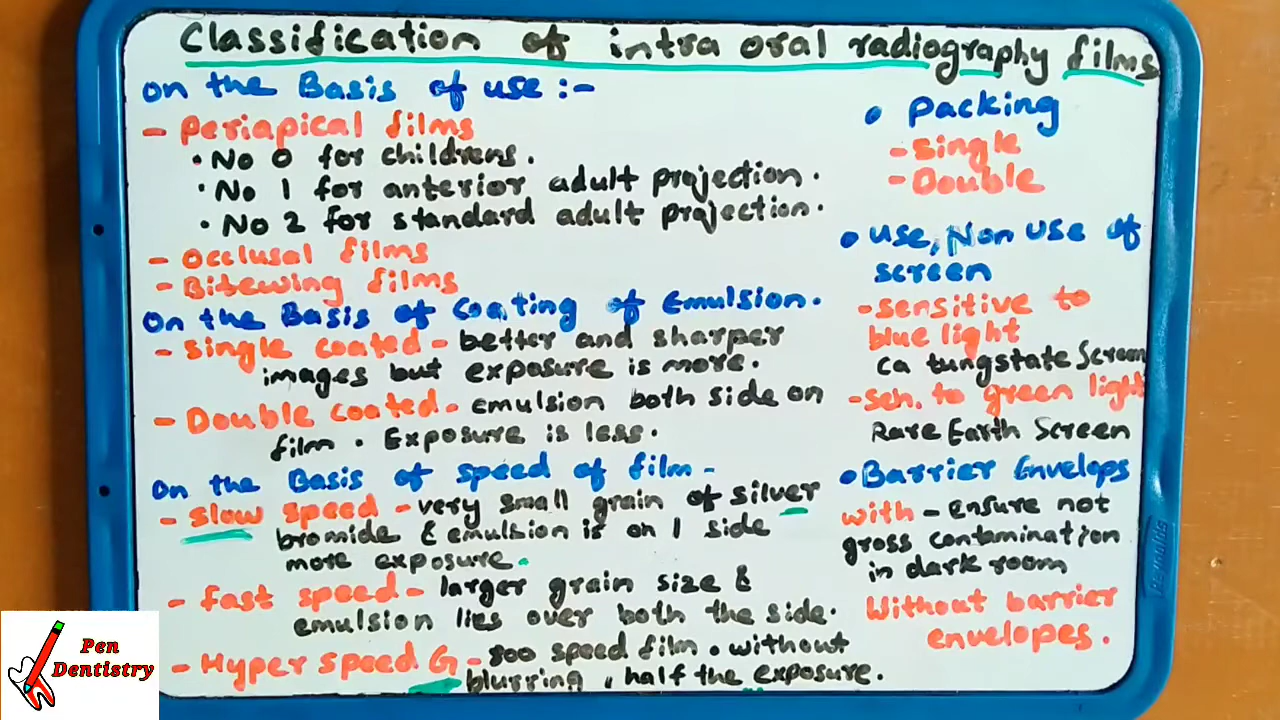 Classification of intra oral radiography films
on the Basis of use :-
- Periapical films
• No 0 for childrens.
• No 1 for anterior adult projection.
• No 2 for standard adult projection.
- Occlusal films
- Bitewing films
On the Basis of Coating of Emulsion.
- Single coated - better and sharper
images but exposure is more.
- Double coated - Emulsion both side on
film. Exposure is less.
On the Basis of speed of film -
- Slow speed - very small grain of silver
bromide & emulsion is on 1 side
more exposure.
- Fast speed - larger grain size &
emulsion lies over both the side.
- Hyper speed G - 800 speed film. without
blurring, half the exposure.
• Packing
- Single
- Double
• Use, Non Use of
screen
- sensitive to
blue light
Ca tungstate Screen
- Sen. to green light
Rare Earth Screen
• Barrier Envelops
with - ensure not
gross contamination
in dark room
Without barrier
envelopes.
Pen
Dentistry